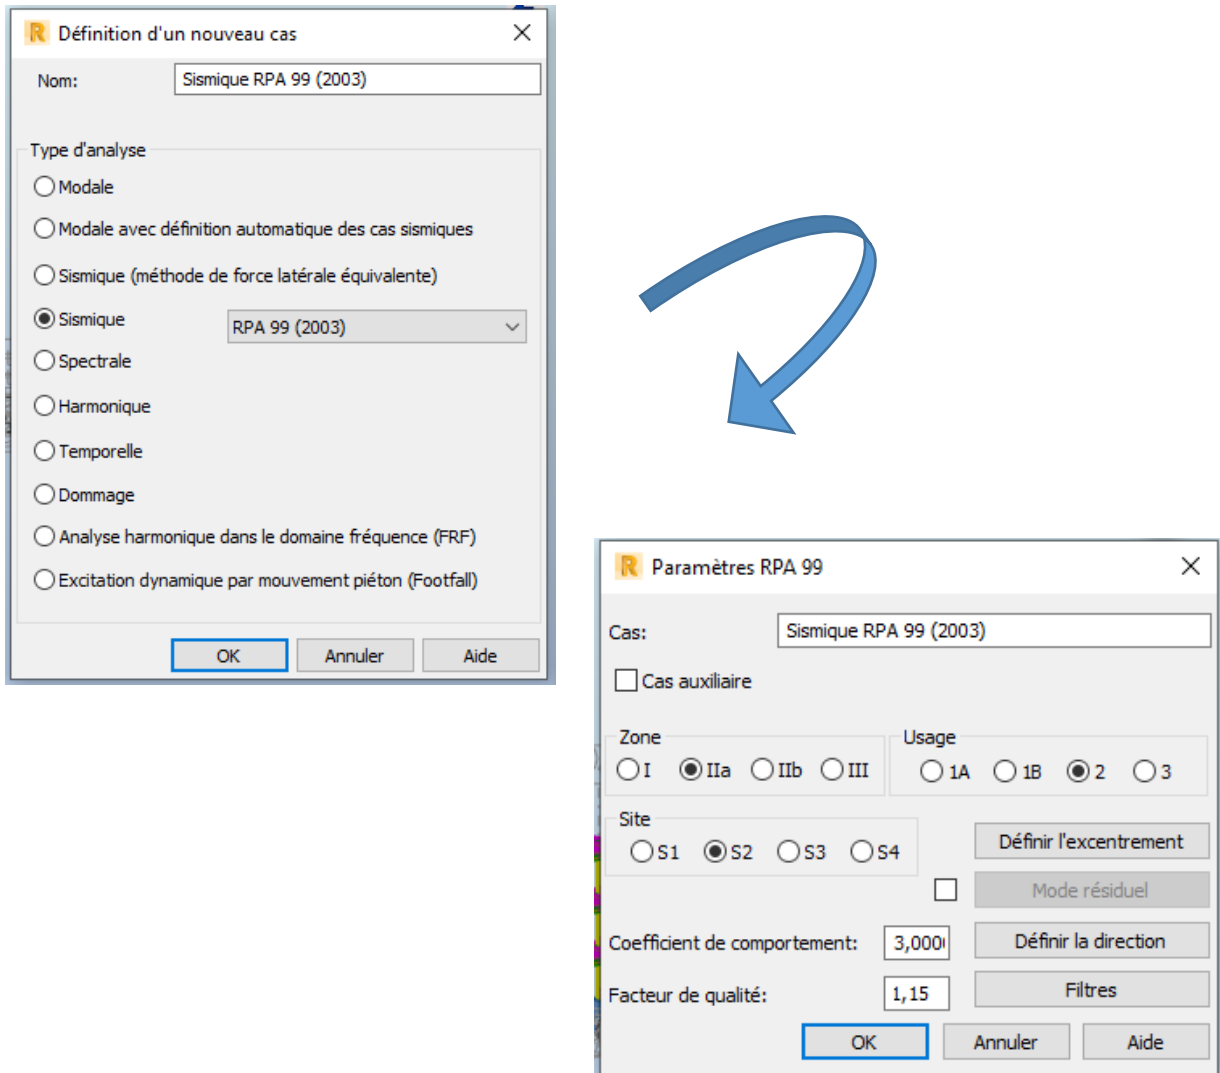 Définition d'un nouveau cas
Nom: Sismique RPA 99 (2003)
Type d'analyse
Modale
Modale avec définition automatique des cas sismiques
Sismique (méthode de force latérale équivalente)
Sismique RPA 99 (2003)
Spectrale
Harmonique
Temporelle
Dommage
Analyse harmonique dans le domaine fréquence (FRF)
Excitation dynamique par mouvement piéton (Footfall)
OK Annuler Aide
Paramètres RPA 99
Cas: Sismique RPA 99 (2003)
Cas auxiliaire
Zone Usage
I IIa IIb III 1A 1B 2 3
Site
S1 S2 S3 S4 Définir l'excentrement
Mode résiduel
Coefficient de comportement: 3,000 Définir la direction
Facteur de qualité: 1,15 Filtres
OK Annuler Aide